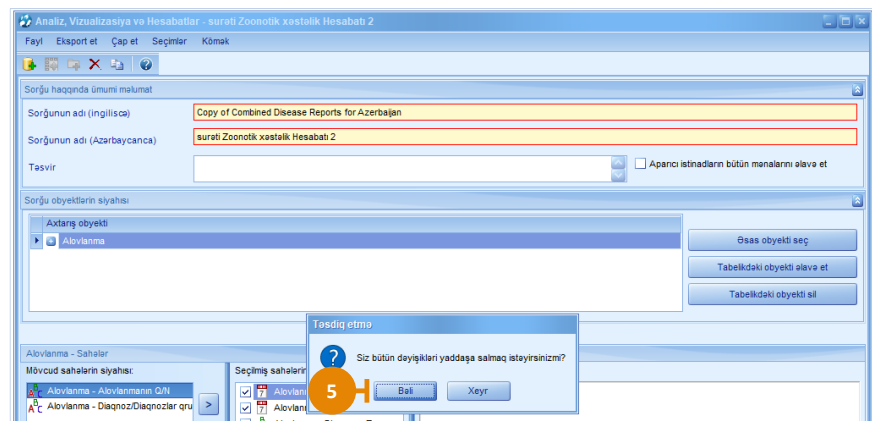 Analiz, Vizualizasiya və Hesabatlar - surəti Zoonotik xəstəlik Hesabatı 2
Fayl Eksport et Çap et Seçimlər Kömək
Sorğu haqqında ümumi məlumat
Sorğunun adı (ingiliscə) Copy of Combined Disease Reports for Azerbaijan
Sorğunun adı (Azərbaycanca) surəti Zoonotik xəstəlik Hesabatı 2
Təsvir Aparıcı istinadların bütün mənalarını əlavə et
Sorğu obyektlərin siyahısı
Axtarış obyekti
Alovlanma
Əsas obyekti seç
Tabelikdəki obyekti əlavə et
Tabelikdəki obyekti sil
Təsdiq etmə
Siz bütün dəyişikləri yaddaşa salmaq istəyirsinizmi?
5 Bəli Xeyr
Alovlanma - Sahələr
Mövcud sahələrin siyahısı: Seçilmiş sahələrin
Alovlanma - Alovlanmanın Q/N
Alovlanma - Diaqnoz/Diaqnozlar qru >